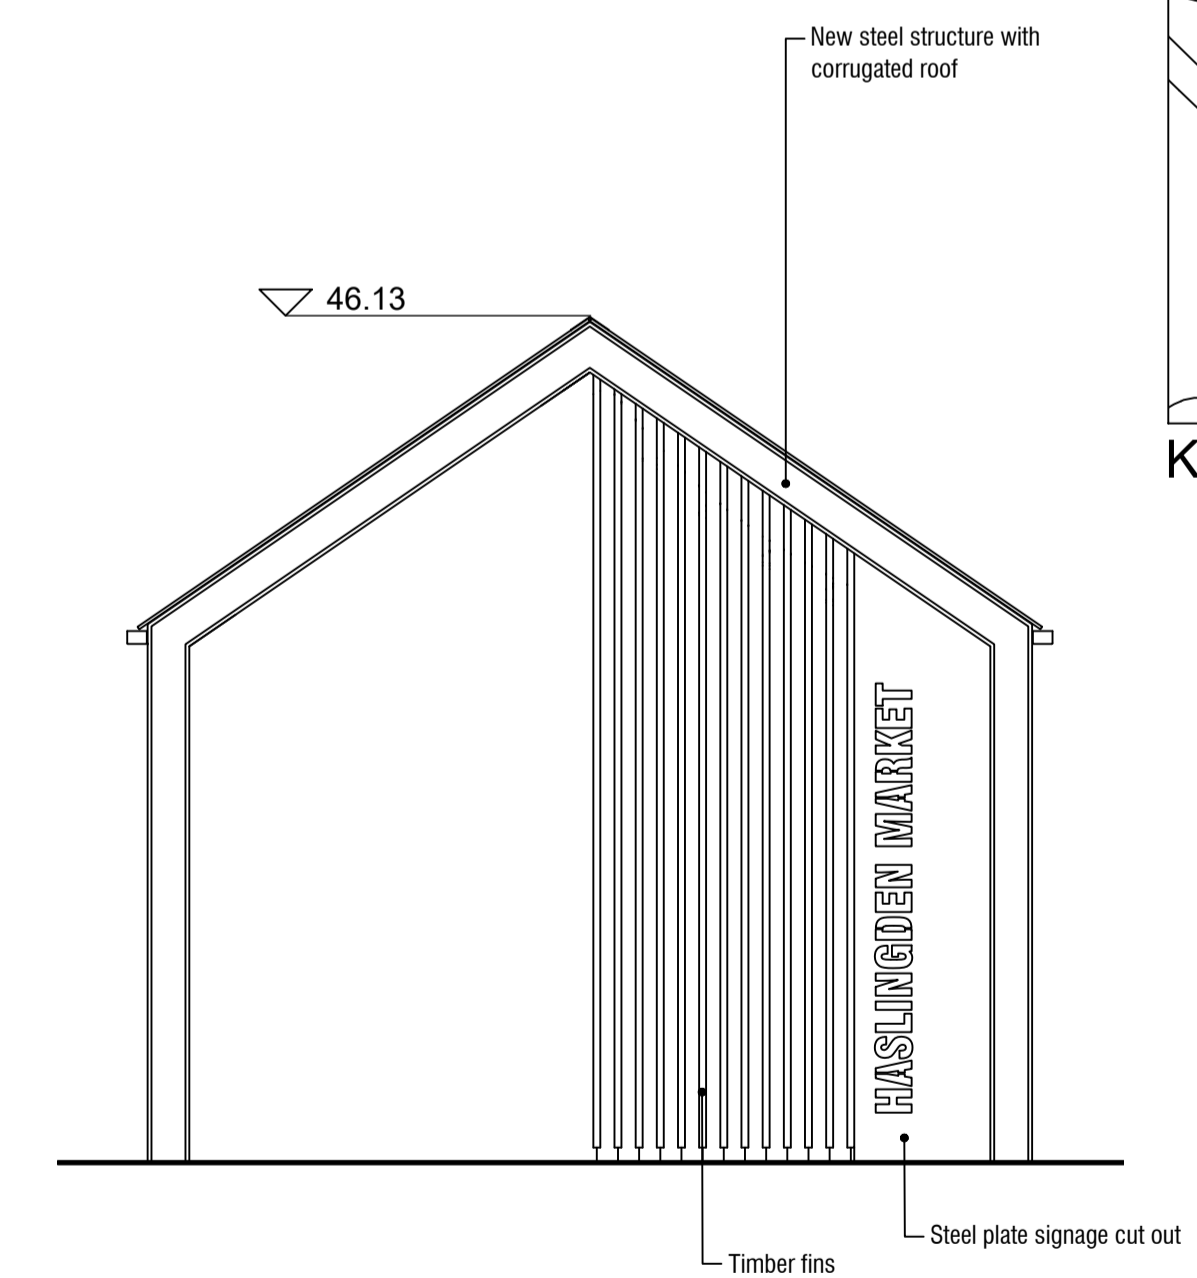 New steel structure with
corrugated roof
46.13
K
HASLINGDEN MARKET
Steel plate signage cut out
Timber fins